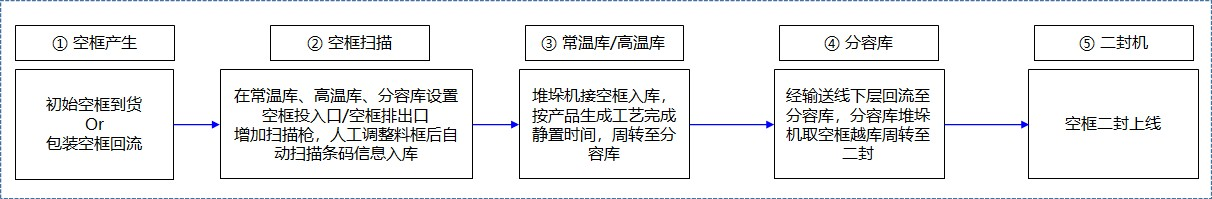 ① 空框产生
初始空框到货
Or
包装空框回流
② 空框扫描
在常温库、高温库、分容库设置
空框投入口/空框排出口
增加扫描枪，人工调整料框后自
动扫描条码信息入库
③ 常温库/高温库
堆垛机接空框入库，
按产品生成工艺完成
静置时间，周转至分
容库
④ 分容库
经输送线下层回流至
分容库，分容库堆垛
机取空框越库周转至
二封
⑤ 二封机
空框二封上线